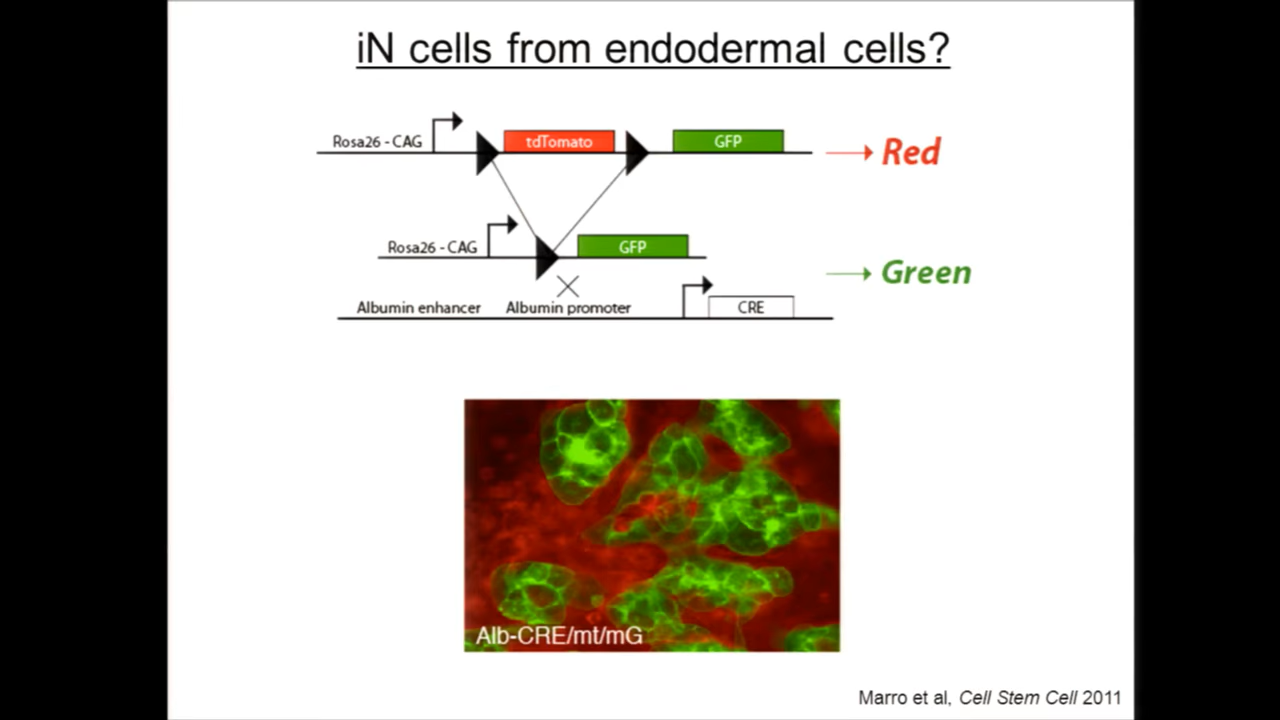 iN cells from endodermal cells?
Rosa26 - CAG
tdTomato
GFP
Red
Rosa26 - CAG
GFP
Green
Albumin enhancer
Albumin promoter
CRE
Alb-CRE/mt/mG
Marro et al, Cell Stem Cell 2011